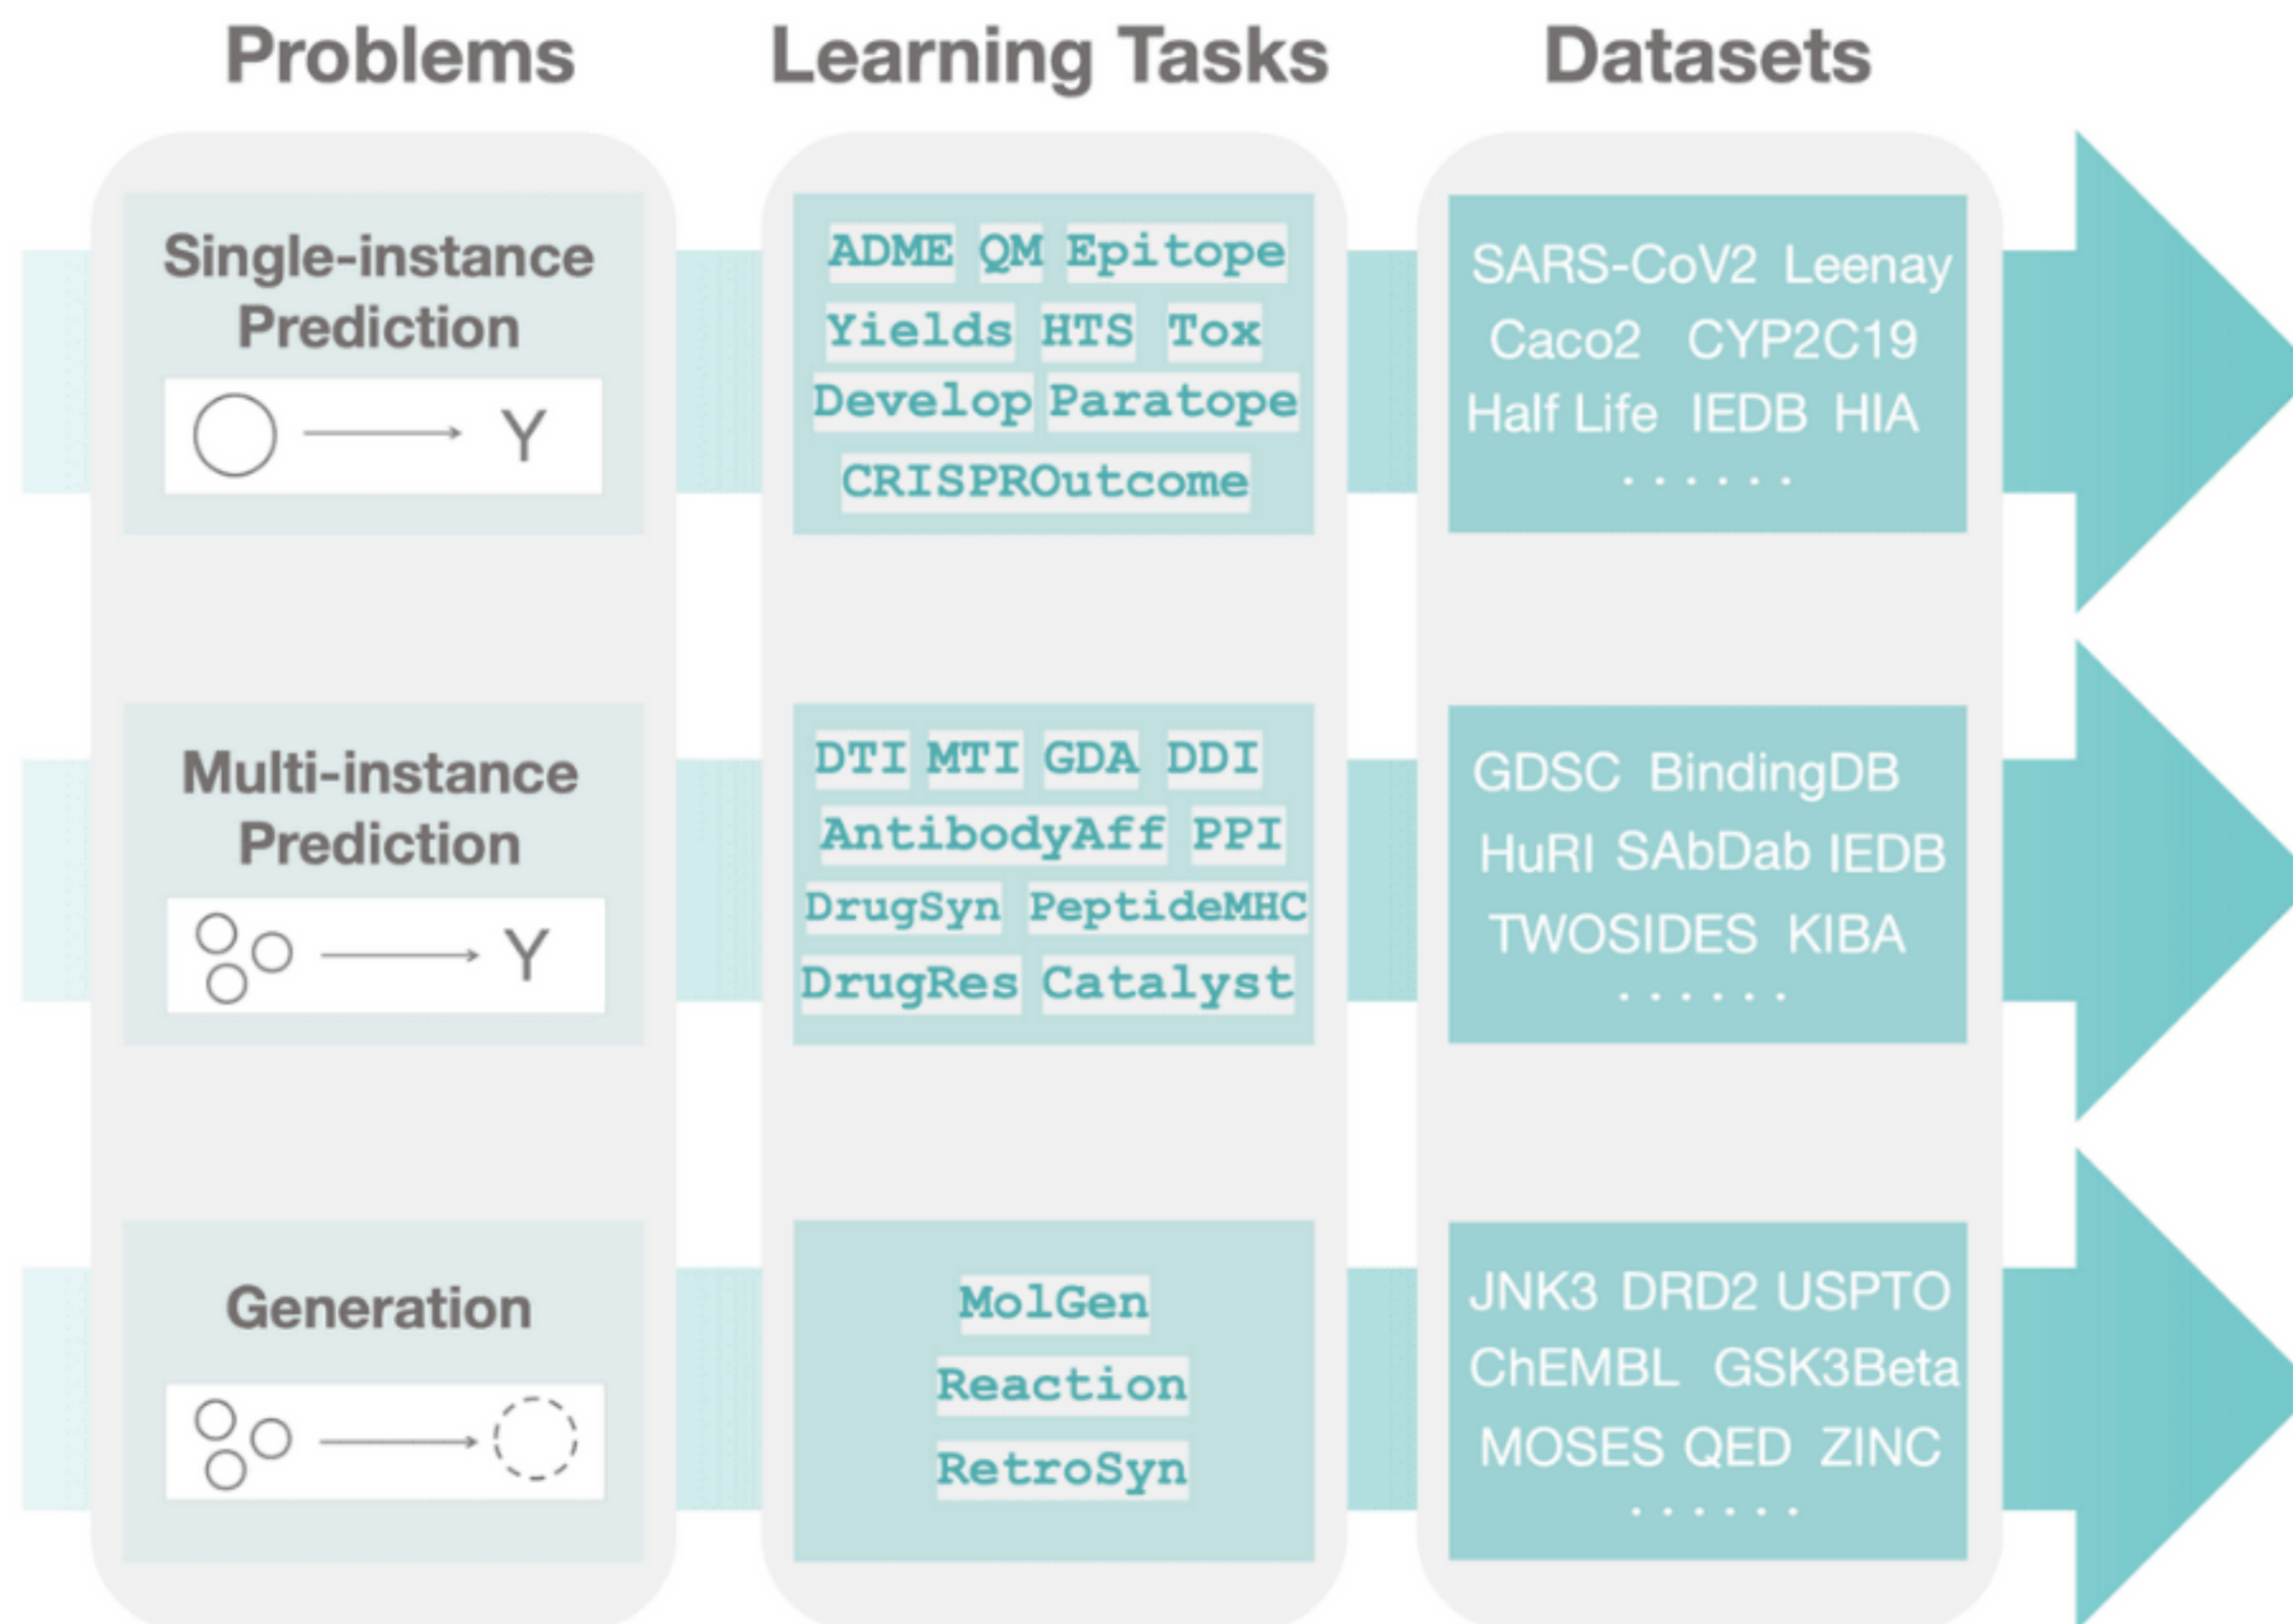 Problems Learning Tasks Datasets
Single-instance
Prediction
Y
ADME QM Epitope
Yields HTS Tox
Develop Paratope
CRISPROutcome
SARS-CoV2 Leenay
Caco2 CYP2C19
Half Life IEDB HIA
. . . . . .
Multi-instance
Prediction
Y
DTI MTI GDA DDI
AntibodyAff PPI
DrugSyn PeptideMHC
DrugRes Catalyst
GDSC BindingDB
HuRI SAbDab IEDB
TWOSIDES KIBA
. . . . . .
Generation
MolGen
Reaction
RetroSyn
JNK3 DRD2 USPTO
ChEMBL GSK3Beta
MOSES QED ZINC
. . . . . .